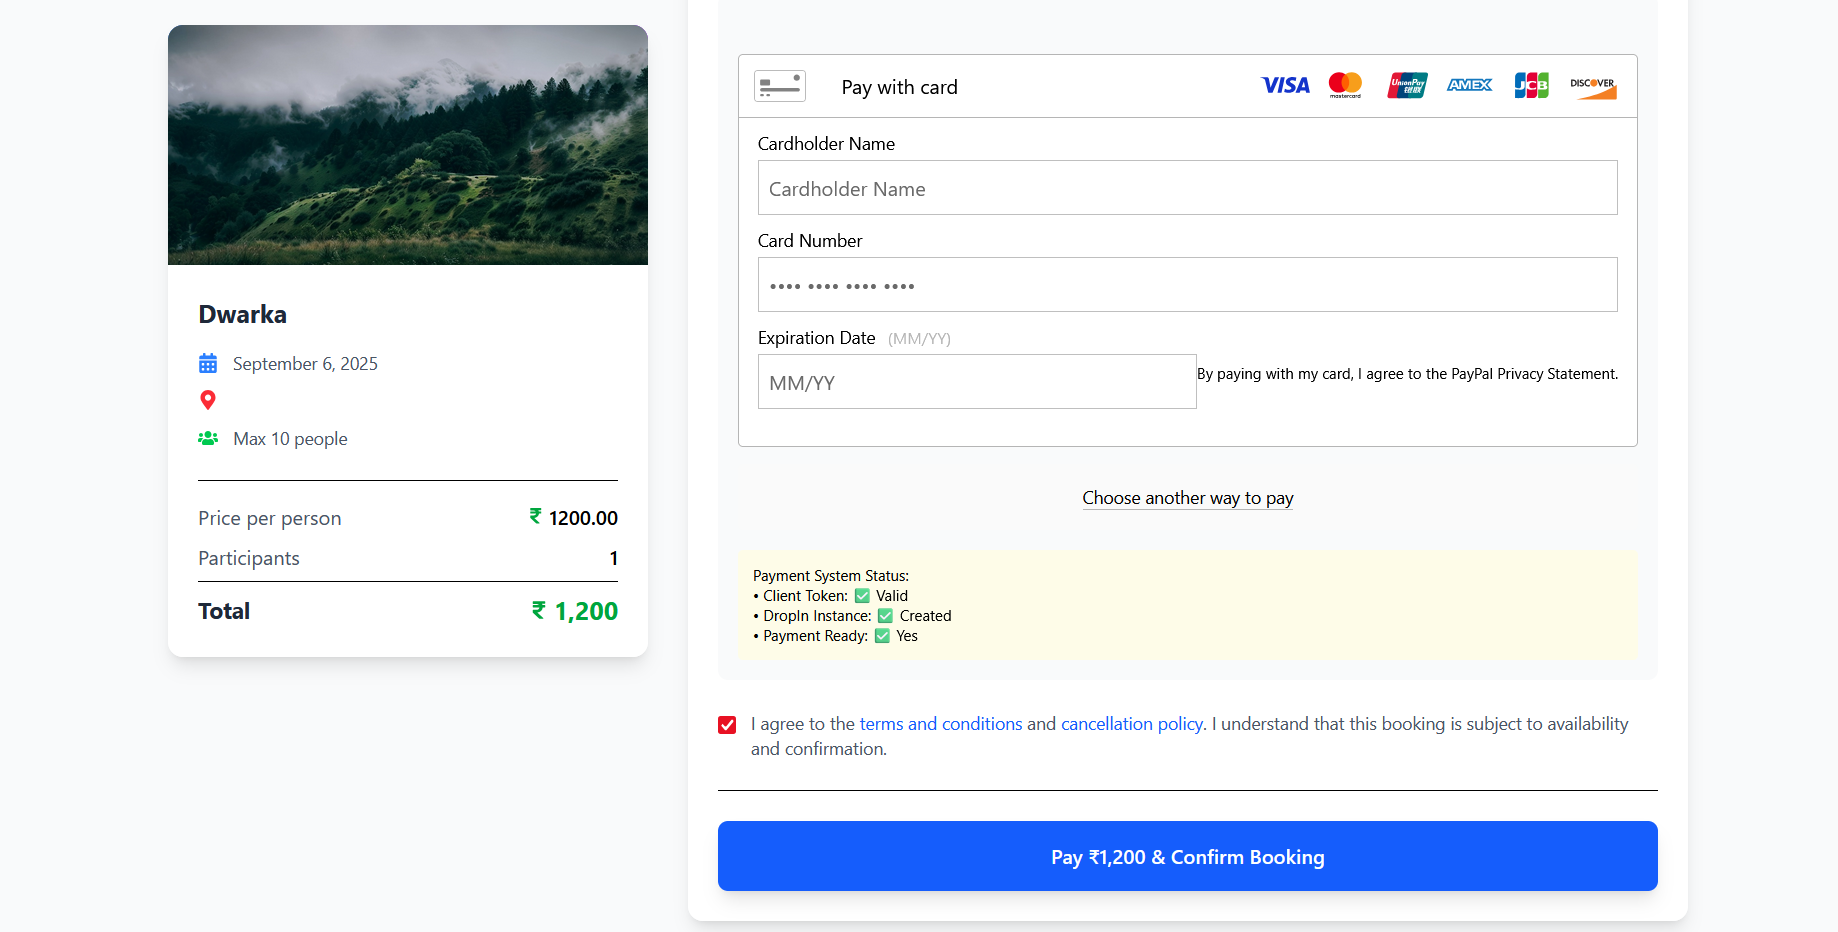 Dwarka
September 6, 2025
Max 10 people
Price per person ₹ 1200.00
Participants 1
Total ₹ 1,200
Pay with card VISA mastercard UnionPay 银联 AMEX JCB DISCOVER
Cardholder Name
Cardholder Name
Card Number
•••• •••• •••• ••••
Expiration Date (MM/YY)
MM/YY
By paying with my card, I agree to the PayPal Privacy Statement.
Choose another way to pay
Payment System Status:
• Client Token: ✅ Valid
• DropIn Instance: ✅ Created
• Payment Ready: ✅ Yes
I agree to the terms and conditions and cancellation policy. I understand that this booking is subject to availability
and confirmation.
Pay ₹1,200 & Confirm Booking